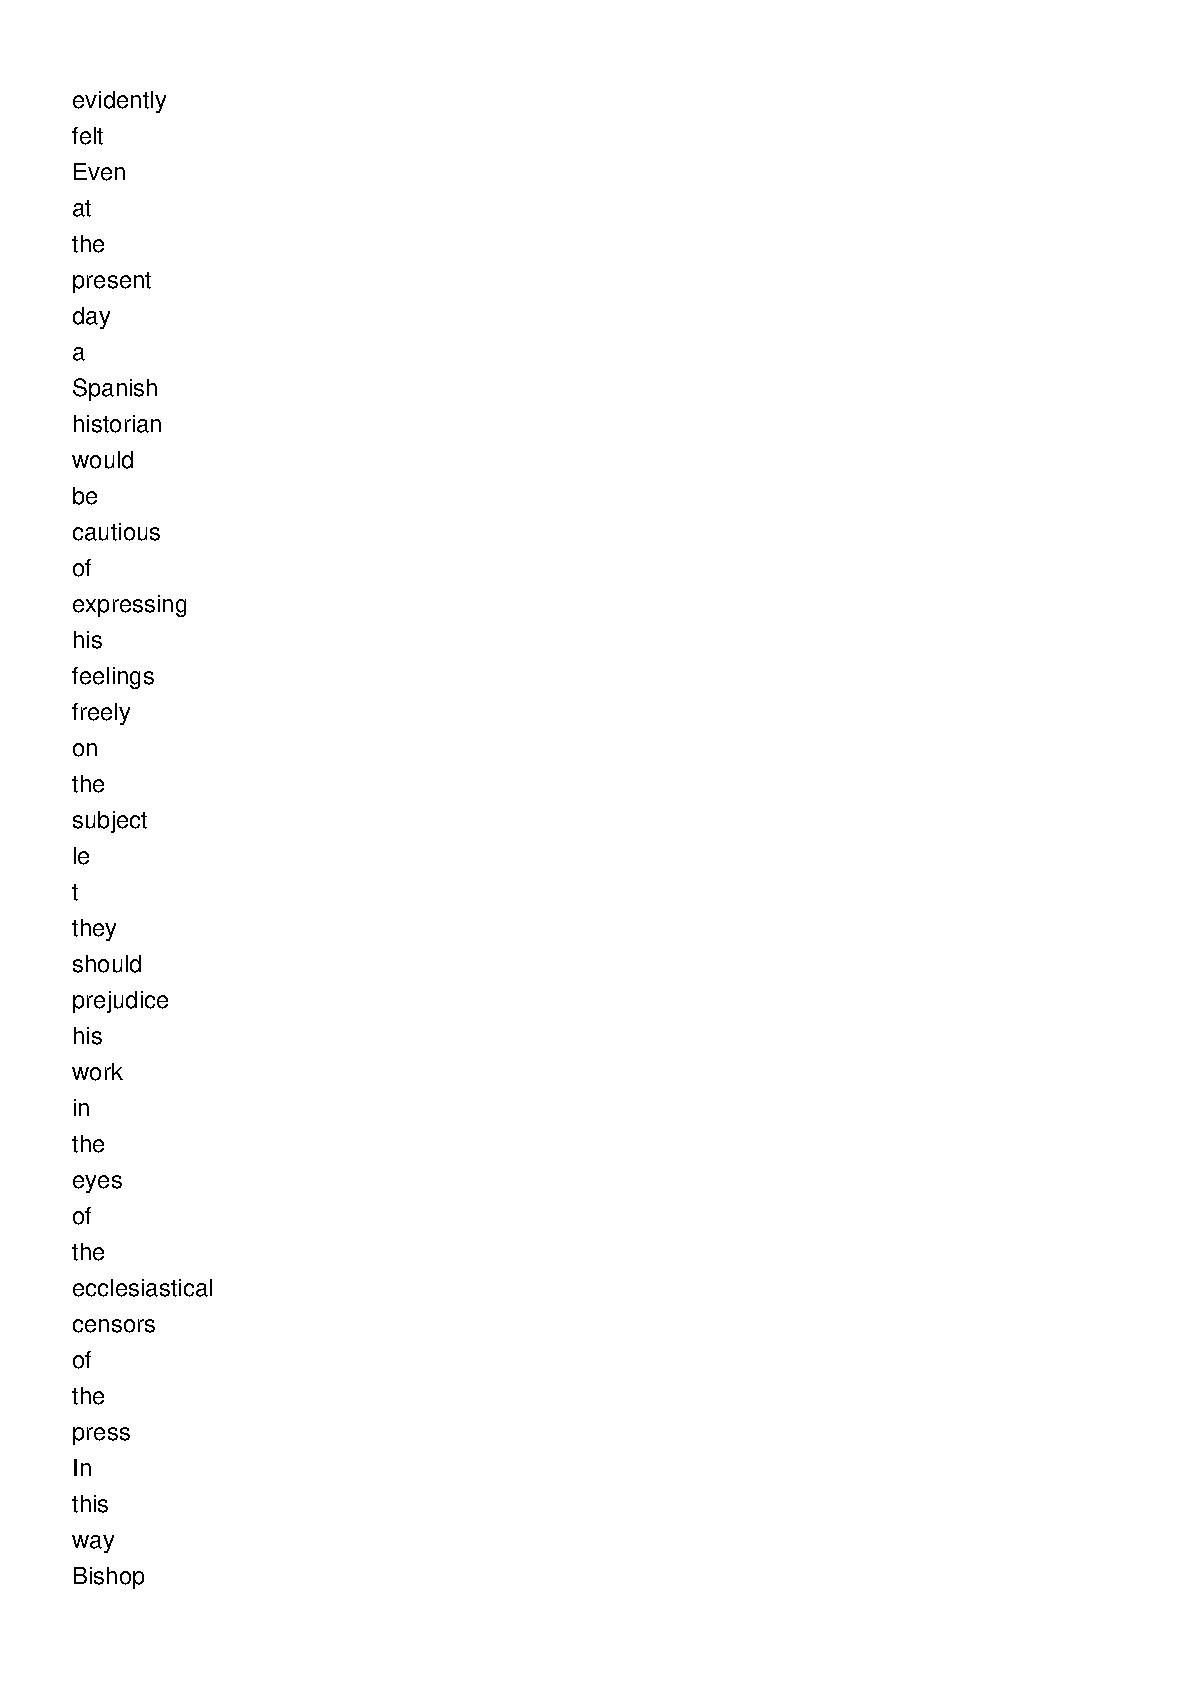 evidently
felt
Even
at
the
present
day
a
Spanish
historian
would
be
cautious
of
expressing
his
feelings
freely
on
the
subject
le
t
they
should
prejudice
his
work
in
the
eyes
of
the
ecclesiastical
censors
of
the
press
In
this
way
Bishop